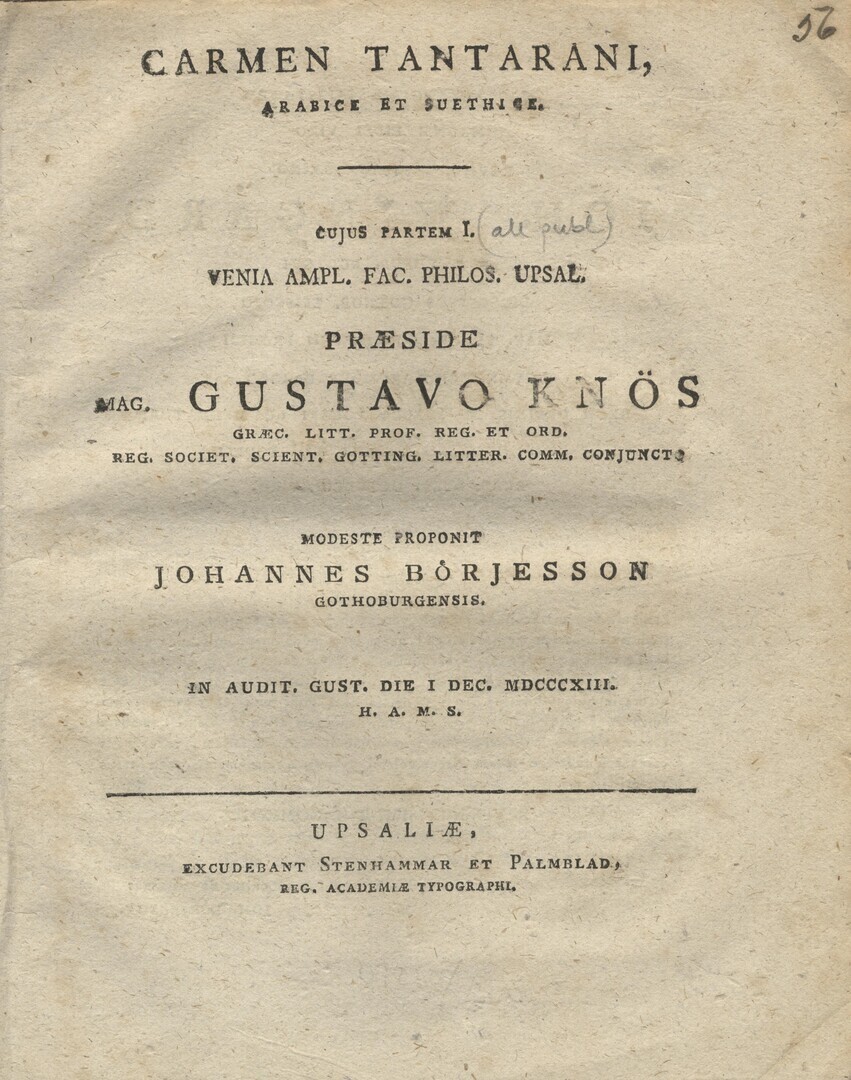 56
CARMEN TANTARANI,
ARABICE ET SUETHICE.
CUJUS PARTEM I. (all publ)
VENIA AMPL. FAC. PHILOS. UPSAL.
PRÆSIDE
MAG. GUSTAVO KNÖS
GRÆC. LITT. PROF. REG. ET ORD.
REG. SOCIET. SCIENT. GOTTING. LITTER. COMM. CONJUNCTO
MODESTE PROPONIT
JOHANNES BÖRJESSON
GOTHOBURGENSIS.
IN AUDIT. GUST. DIE I DEC. MDCCCXIII.
H. A. M. S.
UPSALIÆ,
EXCUDEBANT STENHAMMAR ET PALMBLAD,
REG. ACADEMIÆ TYPOGRAPHI.